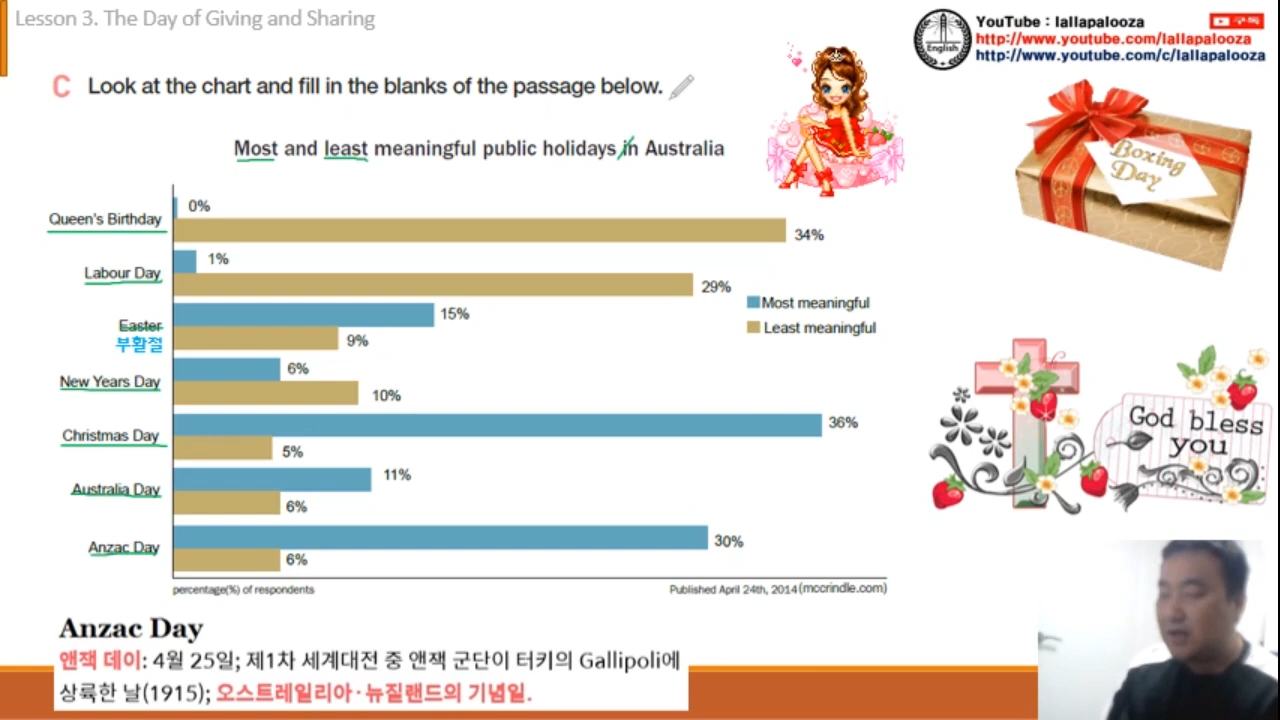 Lesson 3. The Day of Giving and Sharing
YouTube : lallapalooza
구독
http://www.youtube.com/lallapalooza
http://www.youtube.com/c/lallapalooza
English
C Look at the chart and fill in the blanks of the passage below.
Most and least meaningful public holidays in Australia
Boxing
Day
Queen's Birthday
0%
34%
Labour Day
1%
29%
Easter
부활절
15%
9%
New Years Day
6%
10%
Christmas Day
36%
5%
Australia Day
11%
6%
Anzac Day
30%
6%
Most meaningful
Least meaningful
percentage(%) of respondents
Published April 24th, 2014(mccrindle.com)
God bless
you
Anzac Day
앤잭 데이: 4월 25일; 제1차 세계대전 중 앤잭 군단이 터키의 Gallipoli에
상륙한 날(1915); 오스트레일리아·뉴질랜드의 기념일.